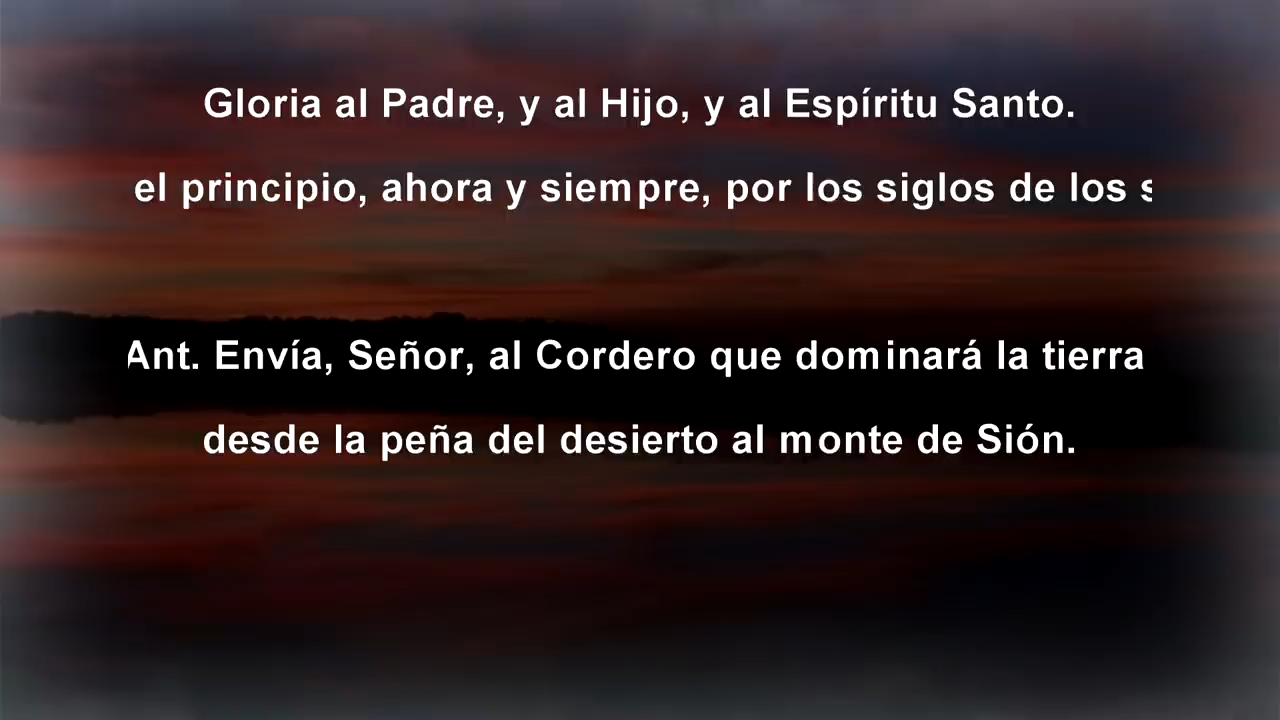 Gloria al Padre, y al Hijo, y al Espíritu Santo.
el principio, ahora y siempre, por los siglos de los
Ant. Envía, Señor, al Cordero que dominará la tierra
desde la peña del desierto al monte de Sión.